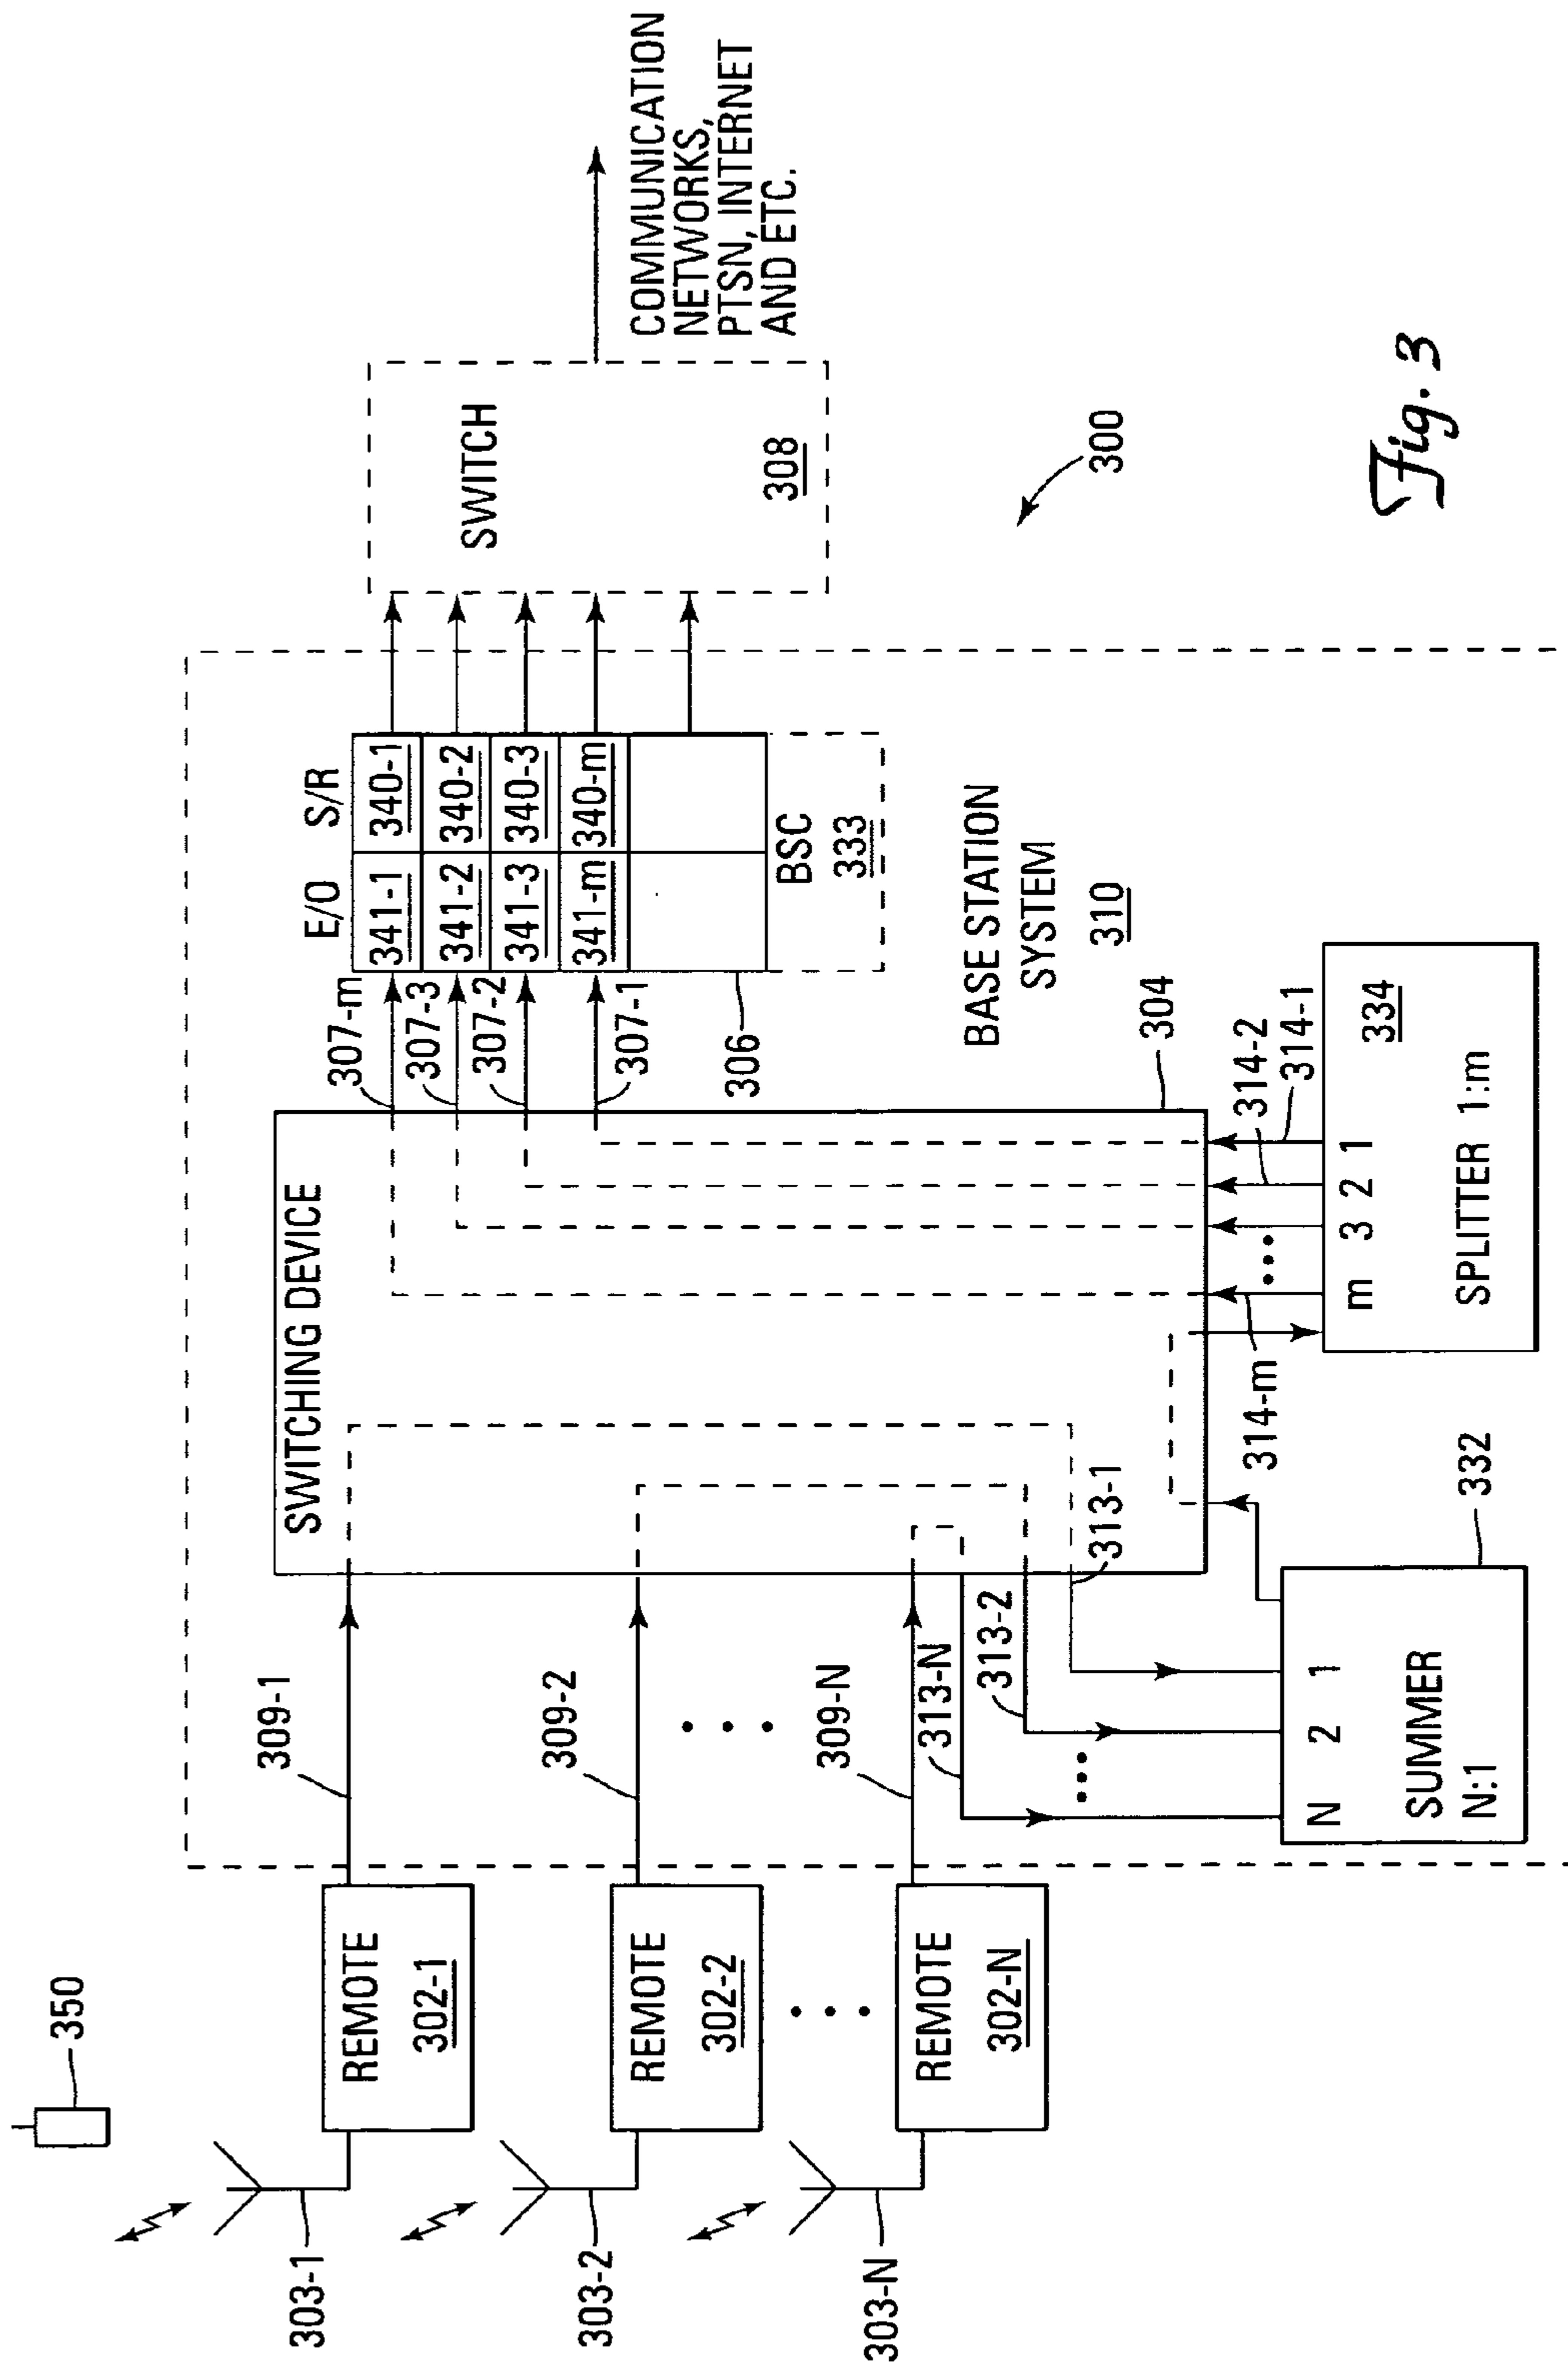 350
303-1
REMOTE
302-1
309-1
303-2
REMOTE
302-2
309-2
303-N
REMOTE
302-N
309-N
SWITCHING DEVICE
304
313-N
313-2
313-1
SUMMER
N:1
N
2
1
332
SPLITTER 1:m
334
m
3
2
1
314-m
314-2
314-1
307-m
307-3
307-2
307-1
306
E/O
S/R
341-1
340-1
341-2
340-2
341-3
340-3
341-m
340-m
BSC
333
BASE STATION
SYSTEM
310
SWITCH
308
COMMUNICATION
NETWORKS,
PTSN, INTERNET
AND ETC.
300
Fig. 3